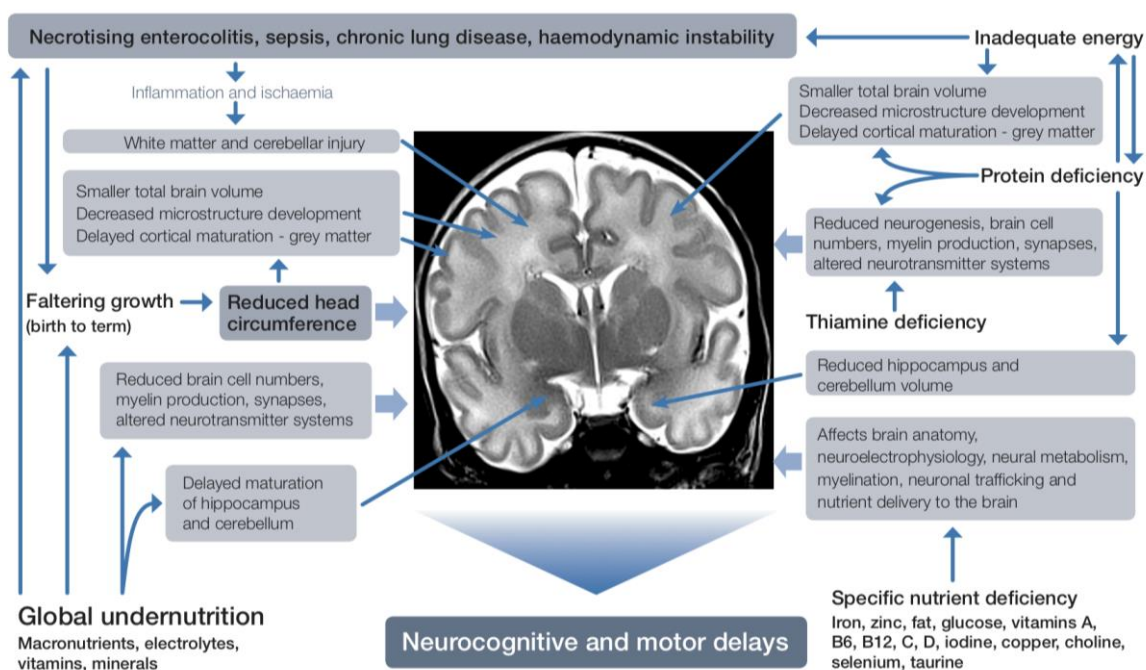 Necrotising enterocolitis, sepsis, chronic lung disease, haemodynamic instability
Inflammation and ischaemia
White matter and cerebellar injury
Smaller total brain volume
Decreased microstructure development
Delayed cortical maturation - grey matter
Faltering growth
(birth to term)
Reduced head
circumference
Reduced brain cell numbers,
myelin production, synapses,
altered neurotransmitter systems
Delayed maturation
of hippocampus
and cerebellum
Global undernutrition
Macronutrients, electrolytes,
vitamins, minerals
Inadequate energy
Smaller total brain volume
Decreased microstructure development
Delayed cortical maturation - grey matter
Protein deficiency
Reduced neurogenesis, brain cell
numbers, myelin production, synapses,
altered neurotransmitter systems
Thiamine deficiency
Reduced hippocampus and
cerebellum volume
Affects brain anatomy,
neuroelectrophysiology, neural metabolism,
myelination, neuronal trafficking and
nutrient delivery to the brain
Specific nutrient deficiency
Iron, zinc, fat, glucose, vitamins A,
B6, B12, C, D, iodine, copper, choline,
selenium, taurine
Neurocognitive and motor delays